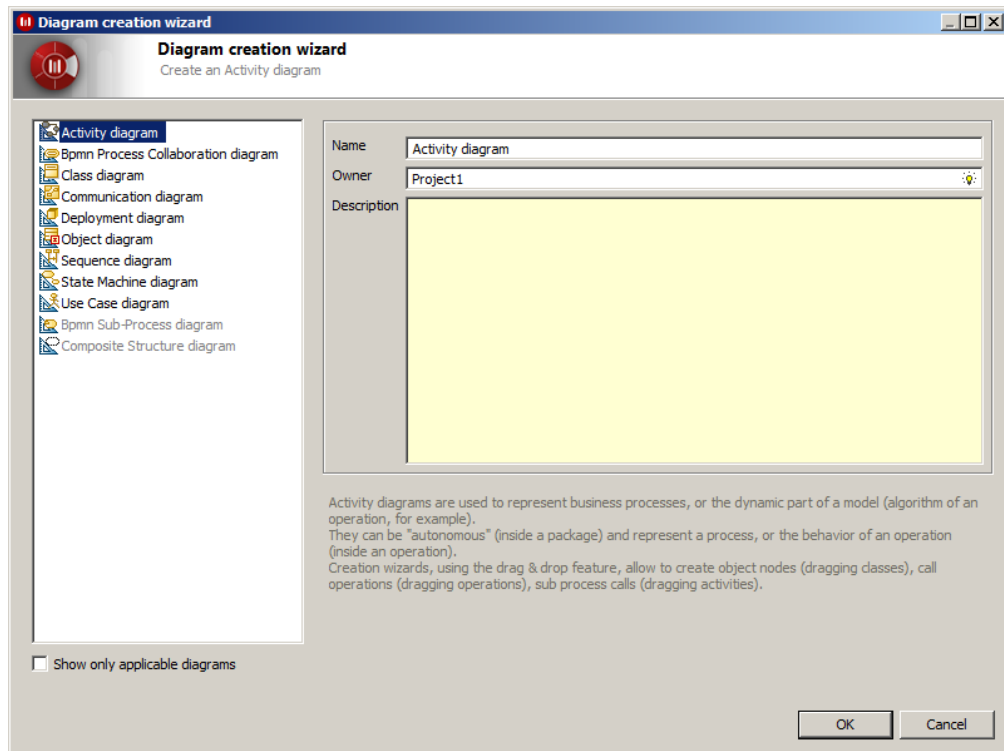 Diagram creation wizard
Diagram creation wizard
Create an Activity diagram
Activity diagram
Bpmn Process Collaboration diagram
Class diagram
Communication diagram
Deployment diagram
Object diagram
Sequence diagram
State Machine diagram
Use Case diagram
Bpmn Sub-Process diagram
Composite Structure diagram
Show only applicable diagrams
Name
Activity diagram
Owner
Project1
Description
Activity diagrams are used to represent business processes, or the dynamic part of a model (algorithm of an
operation, for example).
They can be "autonomous" (inside a package) and represent a process, or the behavior of an operation
(inside an operation).
Creation wizards, using the drag & drop feature, allow to create object nodes (dragging classes), call
operations (dragging operations), sub process calls (dragging activities).
OK
Cancel